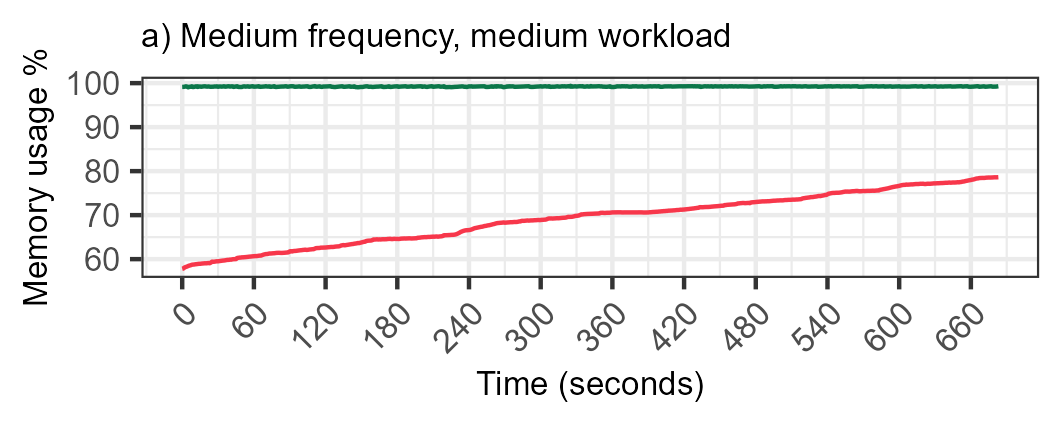 a) Medium frequency, medium workload
Memory usage %
100
90
80
70
60
0 60 120 180 240 300 360 420 480 540 600 660
Time (seconds)